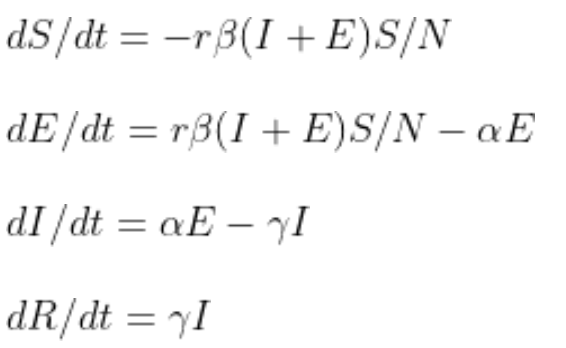 dS/dt = −rβ(I + E)S/N
dE/dt = rβ(I + E)S/N − αE
dI/dt = αE − γI
dR/dt = γI